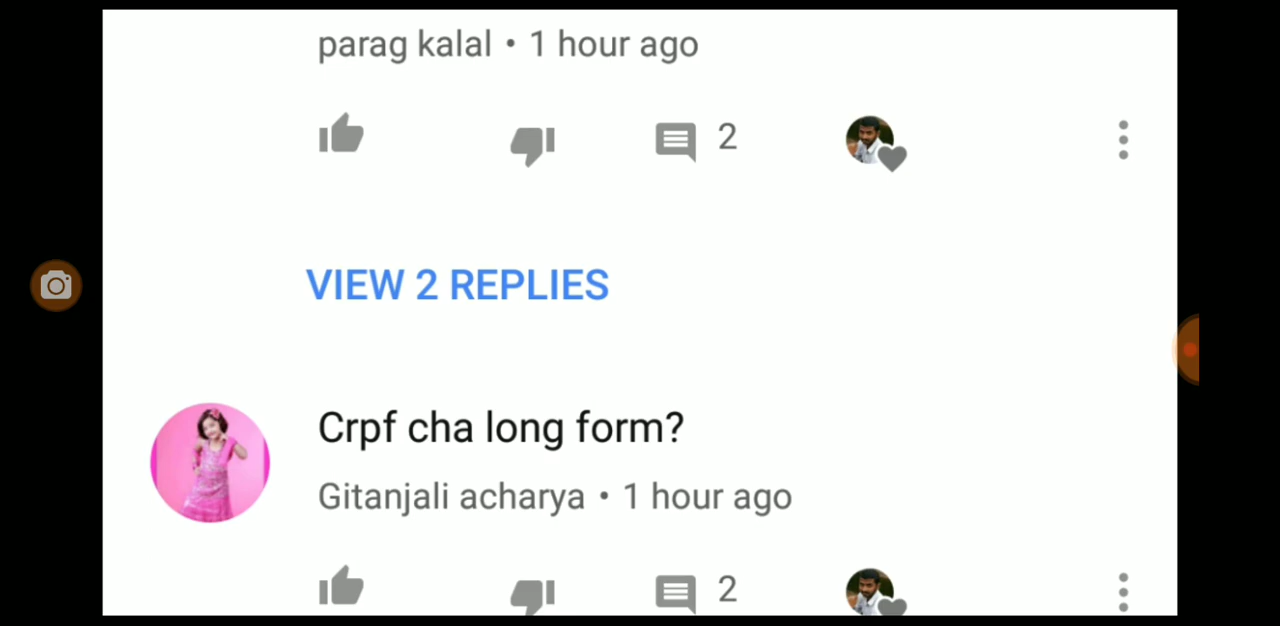 parag kalal • 1 hour ago
2
VIEW 2 REPLIES
Crpf cha long form?
Gitanjali acharya • 1 hour ago
2